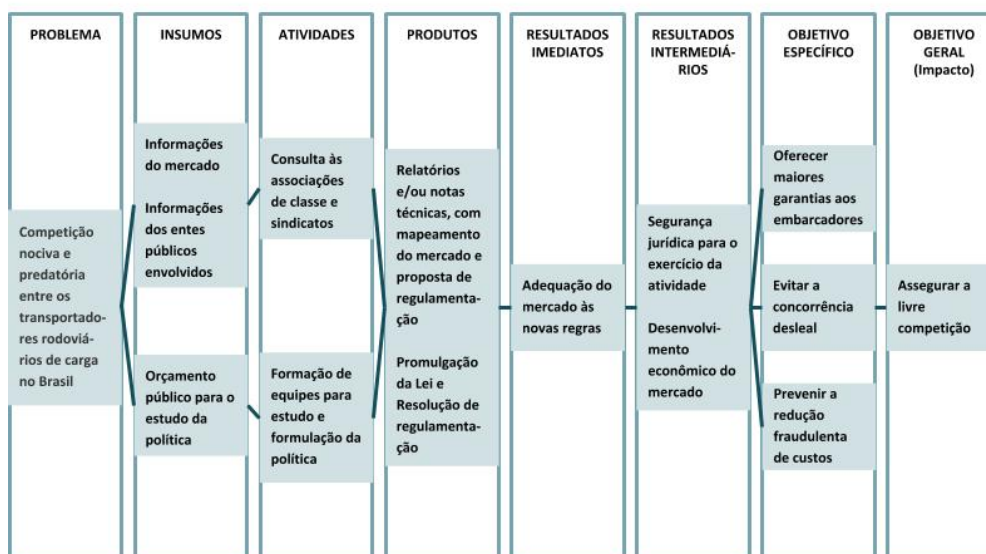 PROBLEMA
INSUMOS
ATIVIDADES
PRODUTOS
RESULTADOS
IMEDIATOS
RESULTADOS
INTERMEDIÁ-
RIOS
OBJETIVO
ESPECÍFICO
OBJETIVO
GERAL
(Impacto)
Competição
nociva e
predatória
entre os
transportado-
res rodoviá-
rios de carga
no Brasil
Informações
do mercado
Informações
dos entes
públicos
envolvidos
Orçamento
público para o
estudo da
política
Consulta às
associações
de classe e
sindicatos
Formação de
equipes para
estudo e
formulação da
política
Relatórios
e/ou notas
técnicas, com
mapeamento
do mercado e
proposta de
regulamenta-
ção
Promulgação
da Lei e
Resolução de
regulamenta-
ção
Adequação do
mercado às
novas regras
Segurança
jurídica para o
exercício da
atividade
Desenvolvi-
mento
econômico do
mercado
Oferecer
maiores
garantias aos
embarcadores
Evitar a
concorrência
desleal
Prevenir a
redução
fraudulenta
de custos
Assegurar a
livre
competição